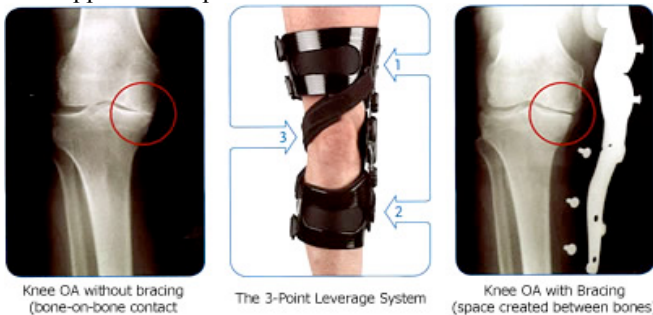 1
3
2
Knee OA without bracing
(bone-on-bone contact
The 3-Point Leverage System
Knee OA with Bracing
(space created between bones)